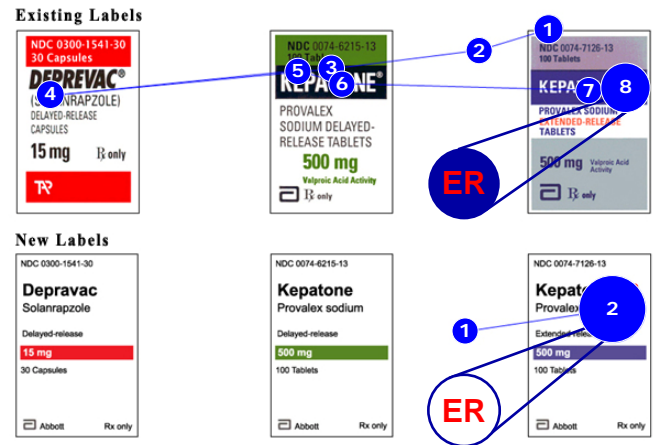 Existing Labels
1
NDC 0300-1541-30
30 Capsules
DEPREVAC®
4
(SOLANRAPZOLE)
DELAYED-RELEASE
CAPSULES
15 mg
℞ only
TAP
NDC 0074-6215-13
100 Tablets
2
5
3
6
KEPATONE®
PROVALEX
SODIUM DELAYED-
RELEASE TABLETS
500 mg
Valproic Acid Activity
℞ only
NDC 0074-7126-13
100 Tablets
7
8
PROVALEX SODIUM
EXTENDED-RELEASE
TABLETS
500 mg
Valproic Acid
Activity
℞ only
ER
New Labels
NDC 0300-1541-30
Depravac
Solanrapzole
Delayed-release
15 mg
30 Capsules
Abbott
Rx only
NDC 0074-6215-13
Kepatone
Provalex sodium
Delayed-release
500 mg
100 Tablets
Abbott
Rx only
NDC 0074-7126-13
1
2
Extended-release
500 mg
100 Tablets
Abbott
Rx only
ER